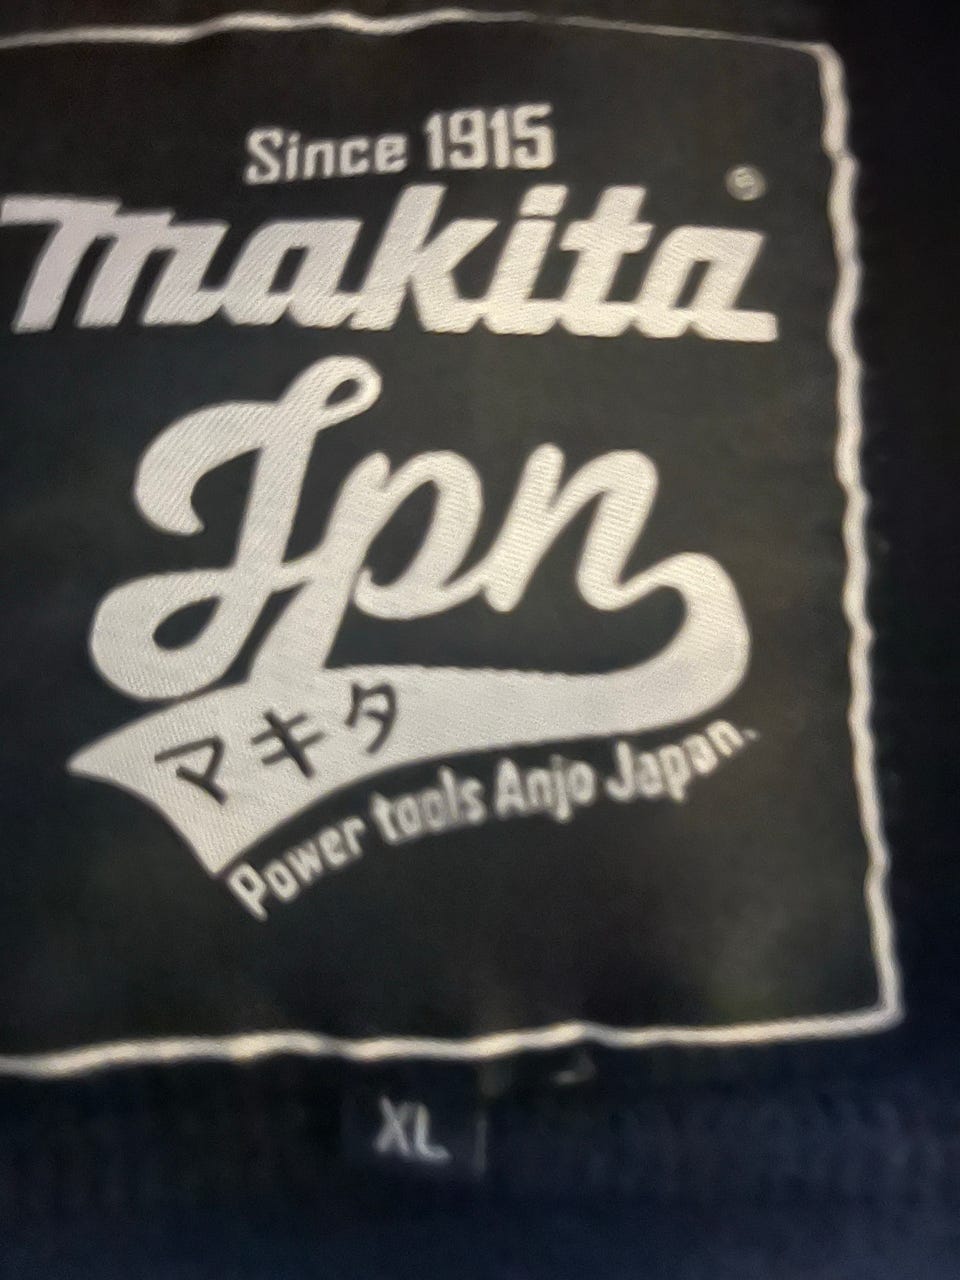 Since 1915
makita®
Jpn
マキタ
Power tools Anjo Japan.
XL